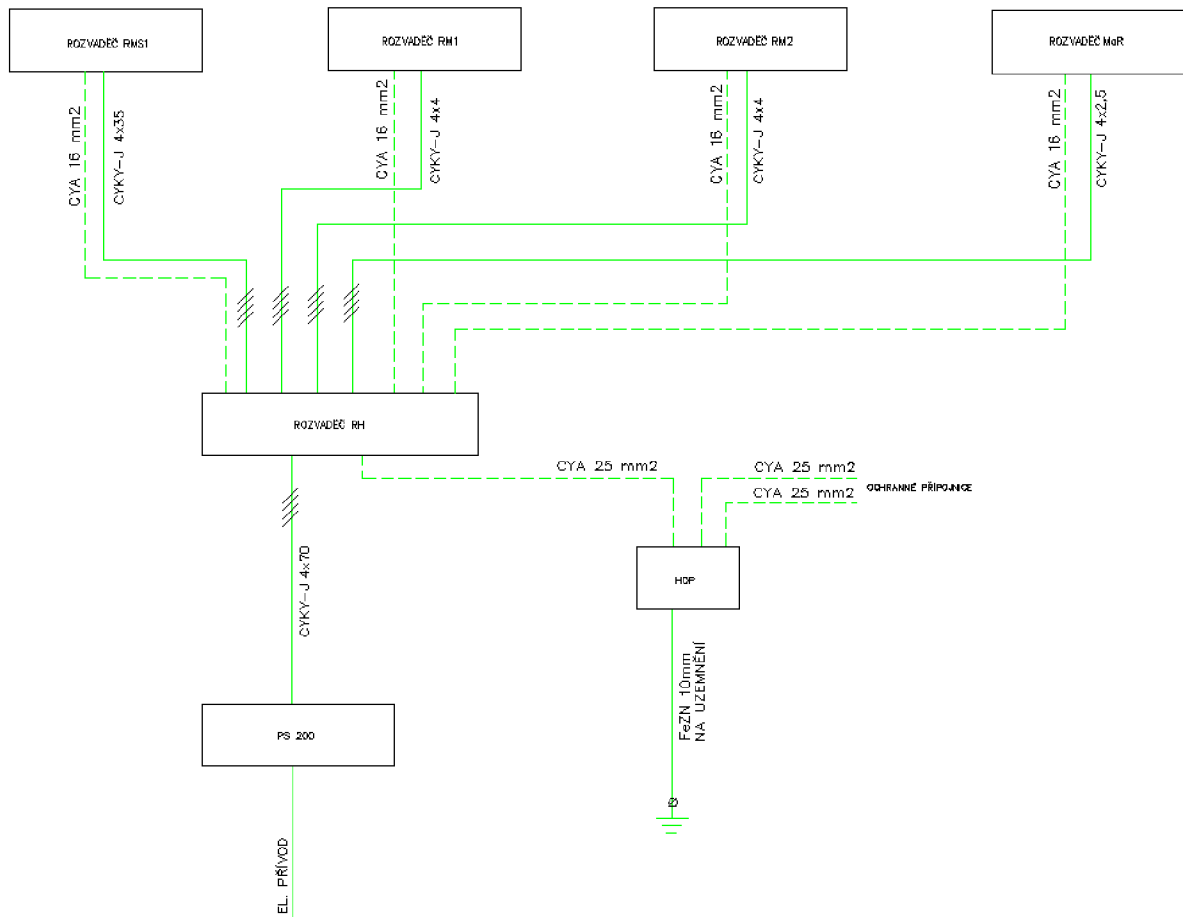 ROZVADĚČ RMS1
ROZVADĚČ RM1
ROZVADĚČ RM2
ROZVADĚČ MaR
CYA 16 mm2
CYKY-J 4x35
CYA 16 mm2
CYKY-J 4x4
CYA 16 mm2
CYKY-J 4x4
CYA 16 mm2
CYKY-J 4x2,5
ROZVADĚČ RH
CYA 25 mm2
CYA 25 mm2
CYA 25 mm2
OCHRANNÉ PŘÍPOJNICE
CYKY-J 4x70
HOP
FeZN 10mm
NA UZEMNĚNÍ
PS 200
EL. PŘÍVOD